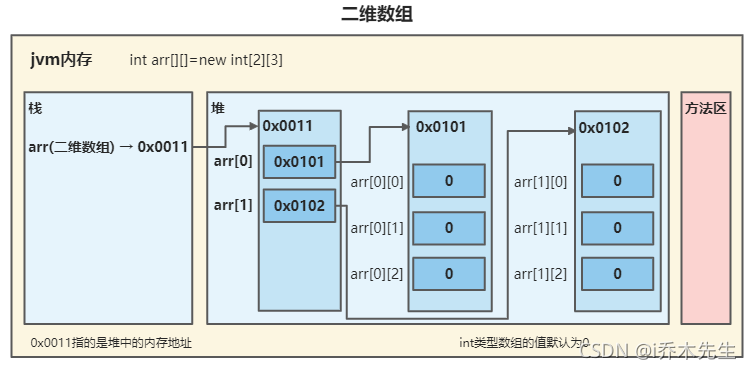 二维数组
jvm内存 int arr[][]=new int[2][3]
栈
arr(二维数组) → 0x0011
堆
0x0011
arr[0] 0x0101
arr[1] 0x0102
0x0101
arr[0][0] 0
arr[0][1] 0
arr[0][2] 0
0x0102
arr[1][0] 0
arr[1][1] 0
arr[1][2] 0
方法区
0x0011指的是堆中的内存地址
int类型数组的值默认为0
CSDN @i乔木先生